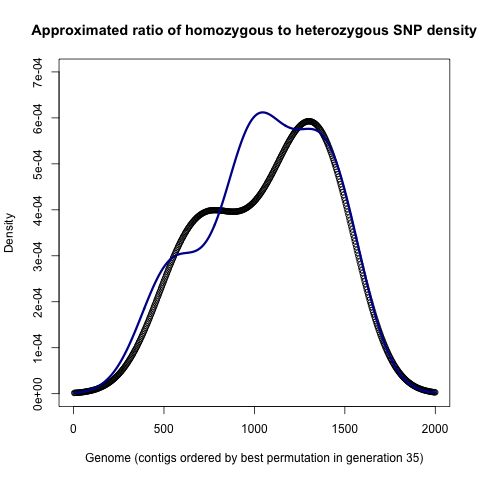 Approximated ratio of homozygous to heterozygous SNP density
7e-04
6e-04
5e-04
4e-04
3e-04
2e-04
1e-04
0e+00
Density
0 500 1000 1500 2000
Genome (contigs ordered by best permutation in generation 35)